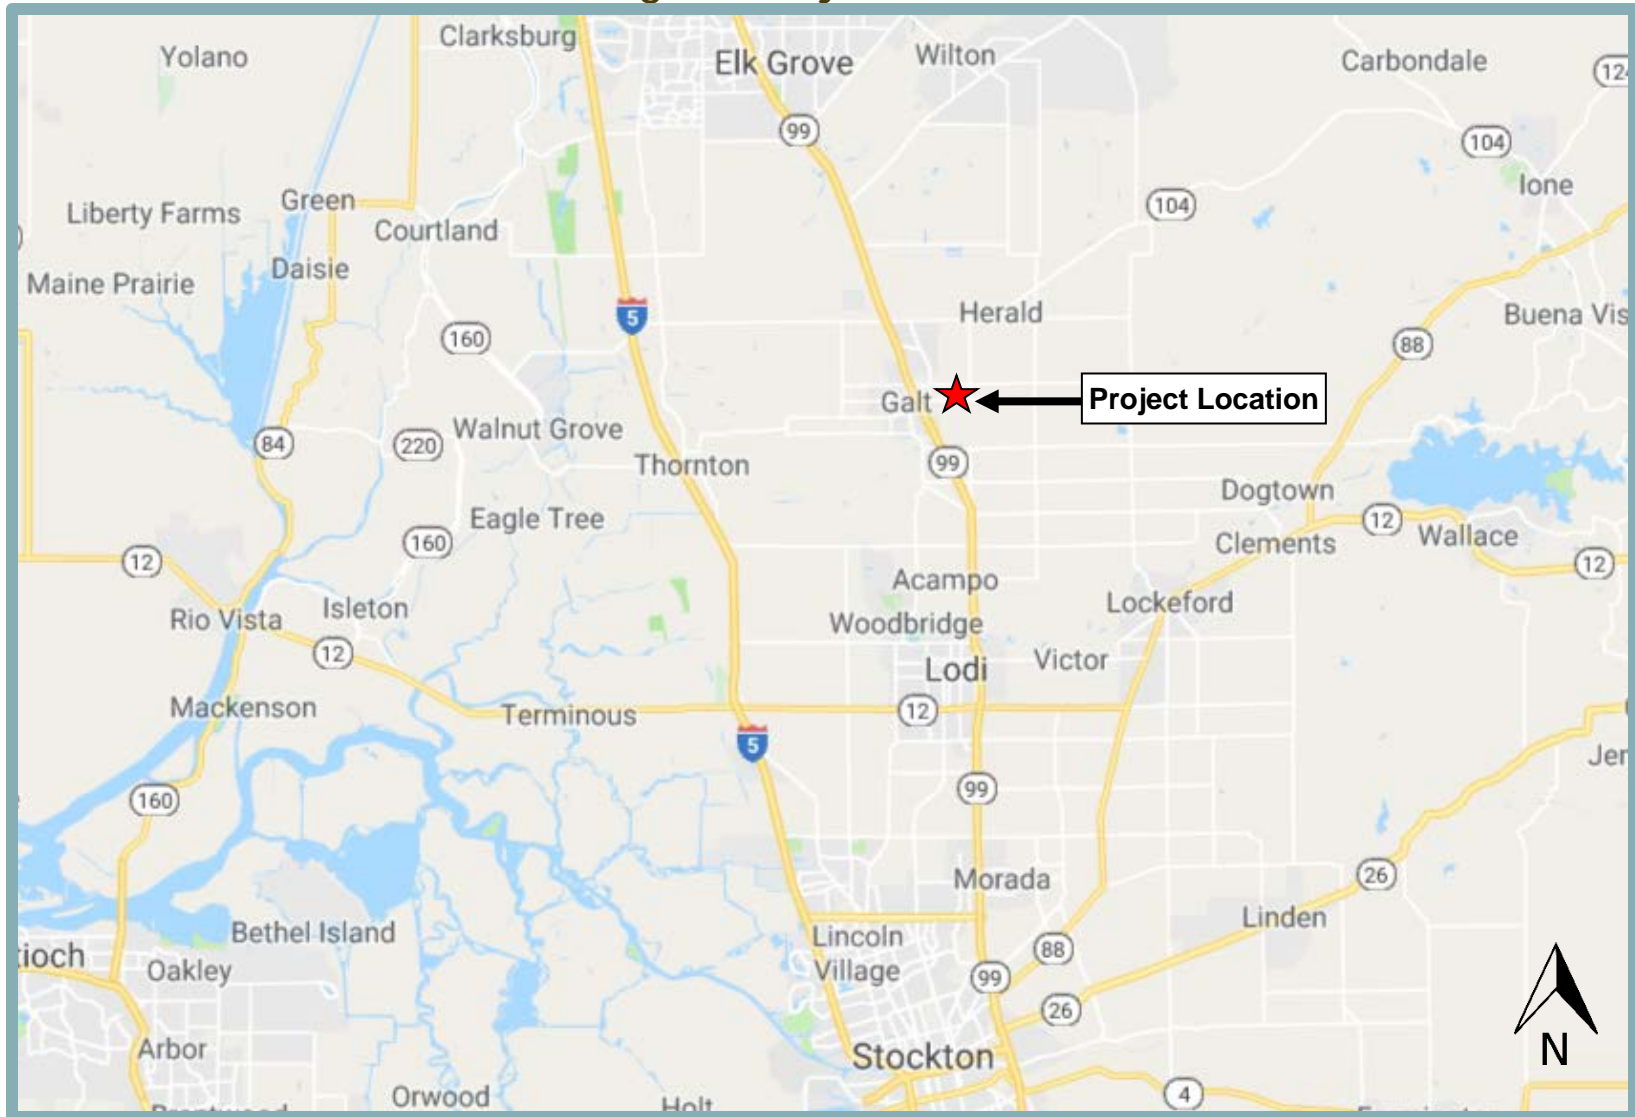 Clarksburg
Yolano
Elk Grove
Wilton
Carbondale
99
104
Ione
Green
Liberty Farms
Courtland
104
Daisie
Maine Prairie
5
Herald
Buena Vis
160
88
Galt
Project Location
84
220
Walnut Grove
Thornton
99
Dogtown
Eagle Tree
12
Wallace
160
Clements
12
12
Acampo
Lockeford
Isleton
Rio Vista
Woodbridge
12
Victor
Lodi
Mackenson
Terminous
12
5
Jer
99
160
26
Morada
Linden
Bethel Island
Lincoln
Village
88
tioch
Oakley
99
26
Arbor
Stockton
N
Orwood
4